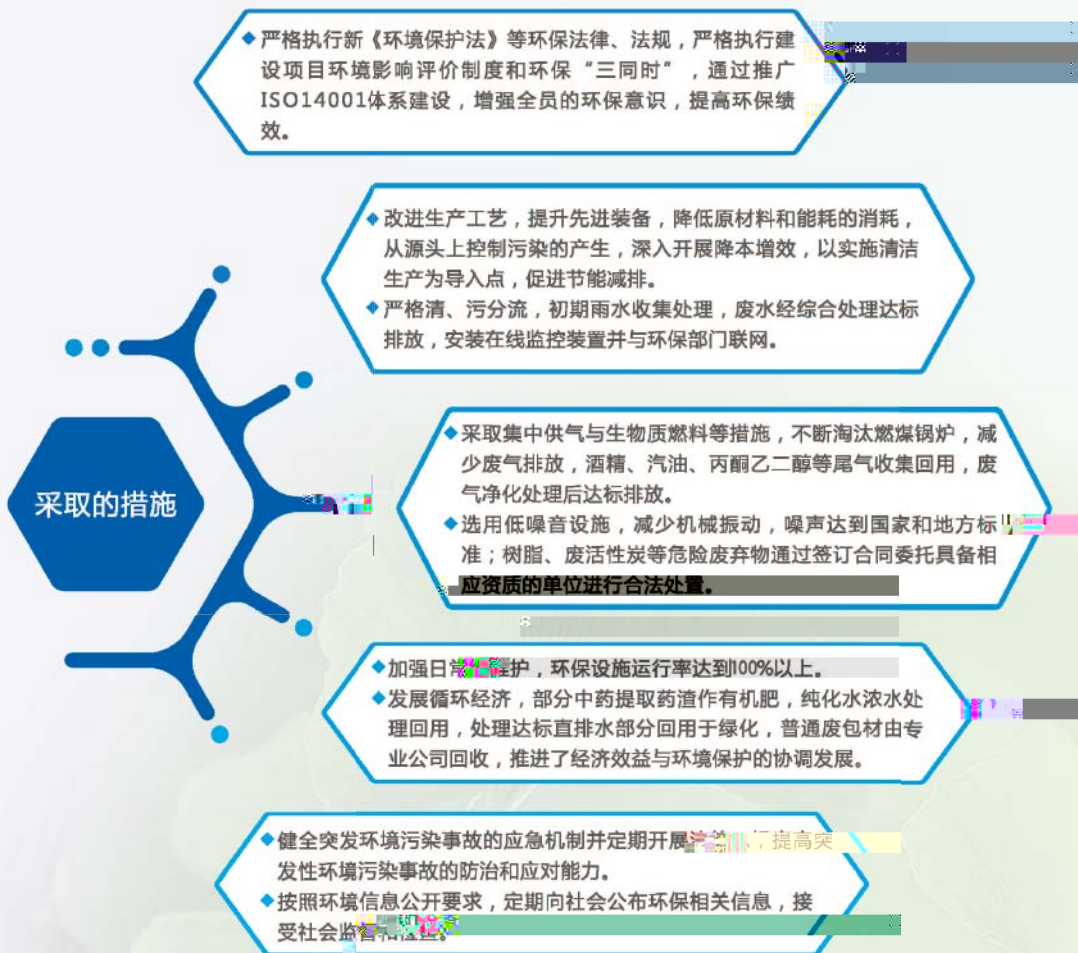 严格执行新《环境保护法》等环保法律、法规，严格执行建
设项目环境影响评价制度和环保“三同时”，通过推广
ISO14001体系建设，增强全员的环保意识，提高环保绩
效。
改进生产工艺，提升先进装备，降低原材料和能耗的消耗，
从源头上控制污染的产生，深入开展降本增效，以实施清洁
生产为导入点，促进节能减排。
严格清、污分流，初期雨水收集处理，废水经综合处理达标
排放，安装在线监控装置并与环保部门联网。
采取的措施
采取集中供气与生物质燃料等措施，不断淘汰燃煤锅炉，减
少废气排放，酒精、汽油、丙酮乙二醇等尾气收集回用，废
气净化处理后达标排放。
选用低噪音设施，减少机械振动，噪声达到国家和地方标
准；树脂、废活性炭等危险废弃物通过签订合同委托具备相
应资质的单位进行合法处置。
加强日常维护，环保设施运行率达到100%以上。
发展循环经济，部分中药提取药渣作有机肥，纯化水浓水处
理回用，处理达标直排水部分回用于绿化，普通废包材由专
业公司回收，推进了经济效益与环境保护的协调发展。
健全突发环境污染事故的应急机制并定期开展，提高突
发性环境污染事故的防治和应对能力。
按照环境信息公开要求，定期向社会公布环保相关信息，接
受社会监督和检查。